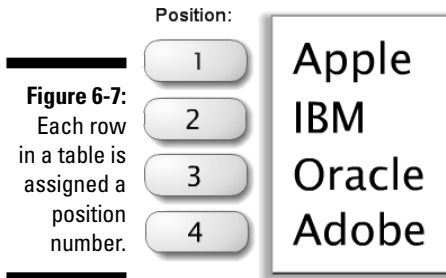 Position:
1 Apple
2 IBM
3 Oracle
4 Adobe
Figure 6-7:
Each row
in a table is
assigned a
position
number.